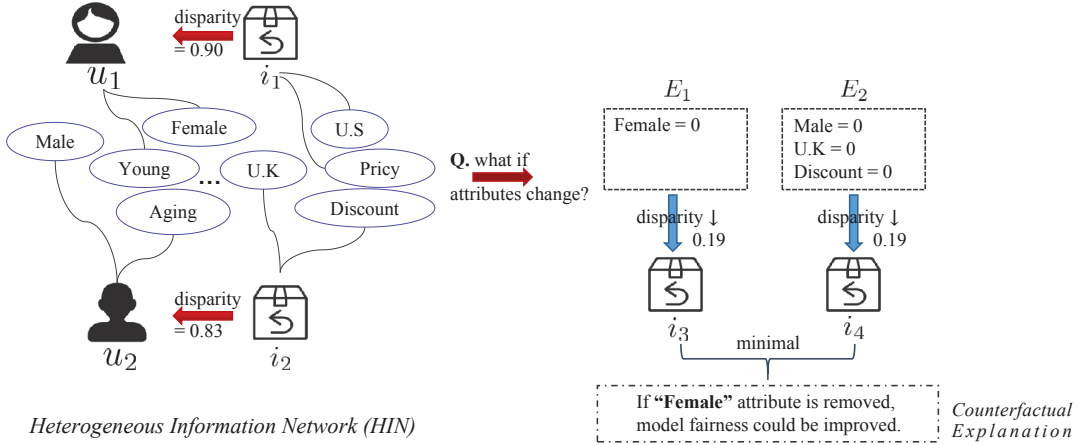 disparity
= 0.90
u1
i1
Male
Female
Young
...
Aging
U.K
U.S
Pricy
Discount
disparity
= 0.83
u2
i2
Heterogeneous Information Network (HIN)
Q. what if
attributes change?
E1
Female = 0
disparity ↓
0.19
i3
E2
Male = 0
U.K = 0
Discount = 0
disparity ↓
0.19
i4
minimal
If “Female” attribute is removed,
model fairness could be improved.
Counterfactual
Explanation